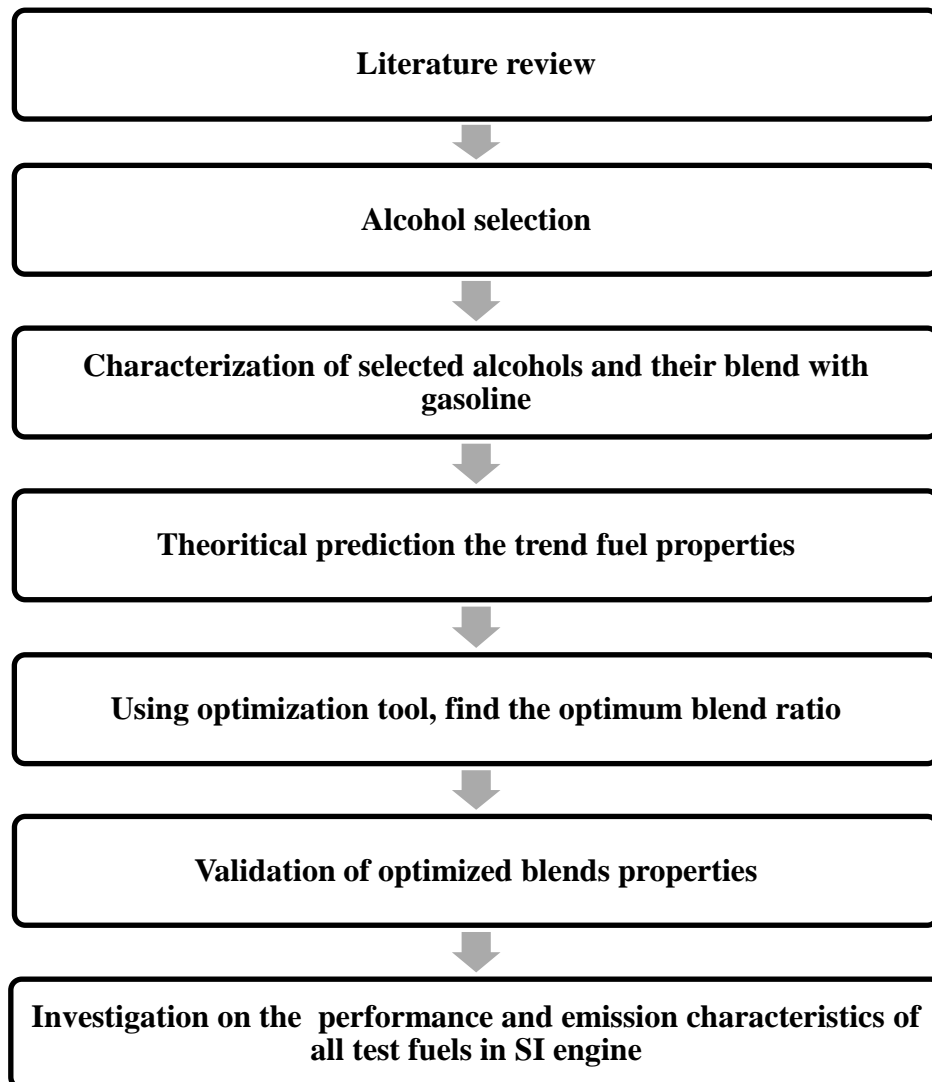 Literature review
Alcohol selection
Characterization of selected alcohols and their blend with
gasoline
Theoritical prediction the trend fuel properties
Using optimization tool, find the optimum blend ratio
Validation of optimized blends properties
Investigation on the performance and emission characteristics of
all test fuels in SI engine